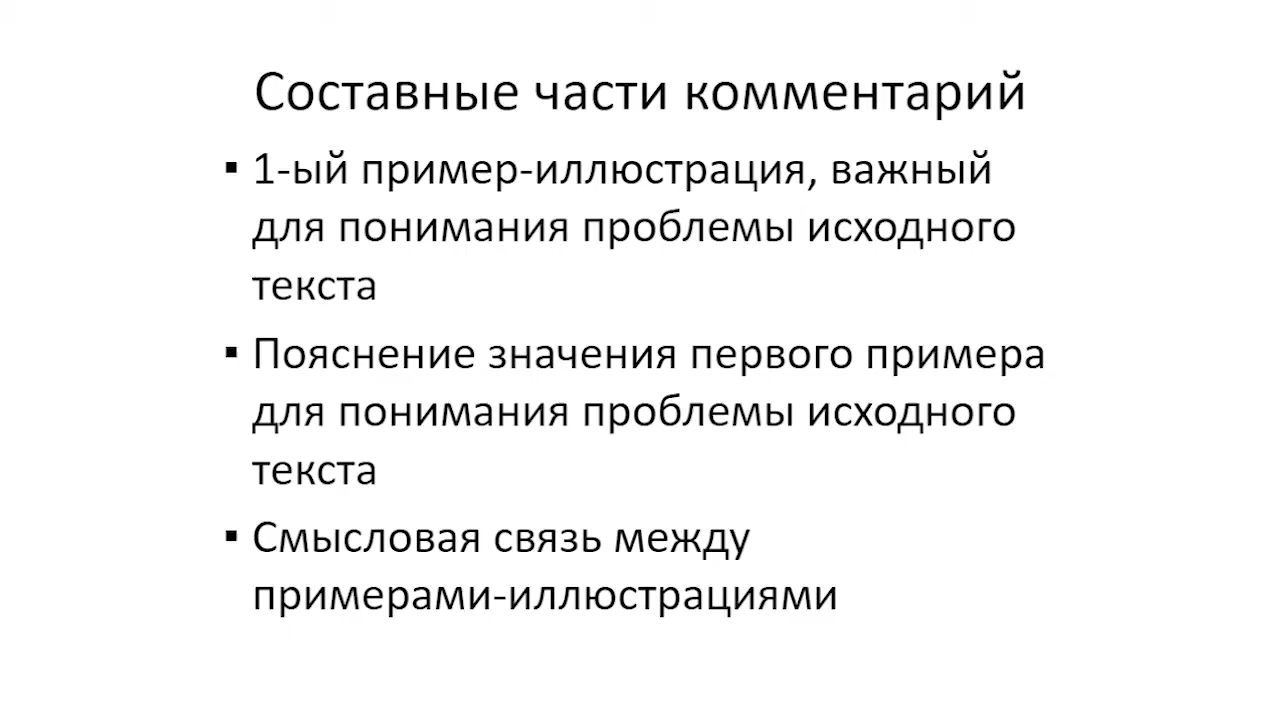 Составные части комментарий
▪ 1-ый пример-иллюстрация, важный
для понимания проблемы исходного
текста
▪ Пояснение значения первого примера
для понимания проблемы исходного
текста
▪ Смысловая связь между
примерами-иллюстрациями